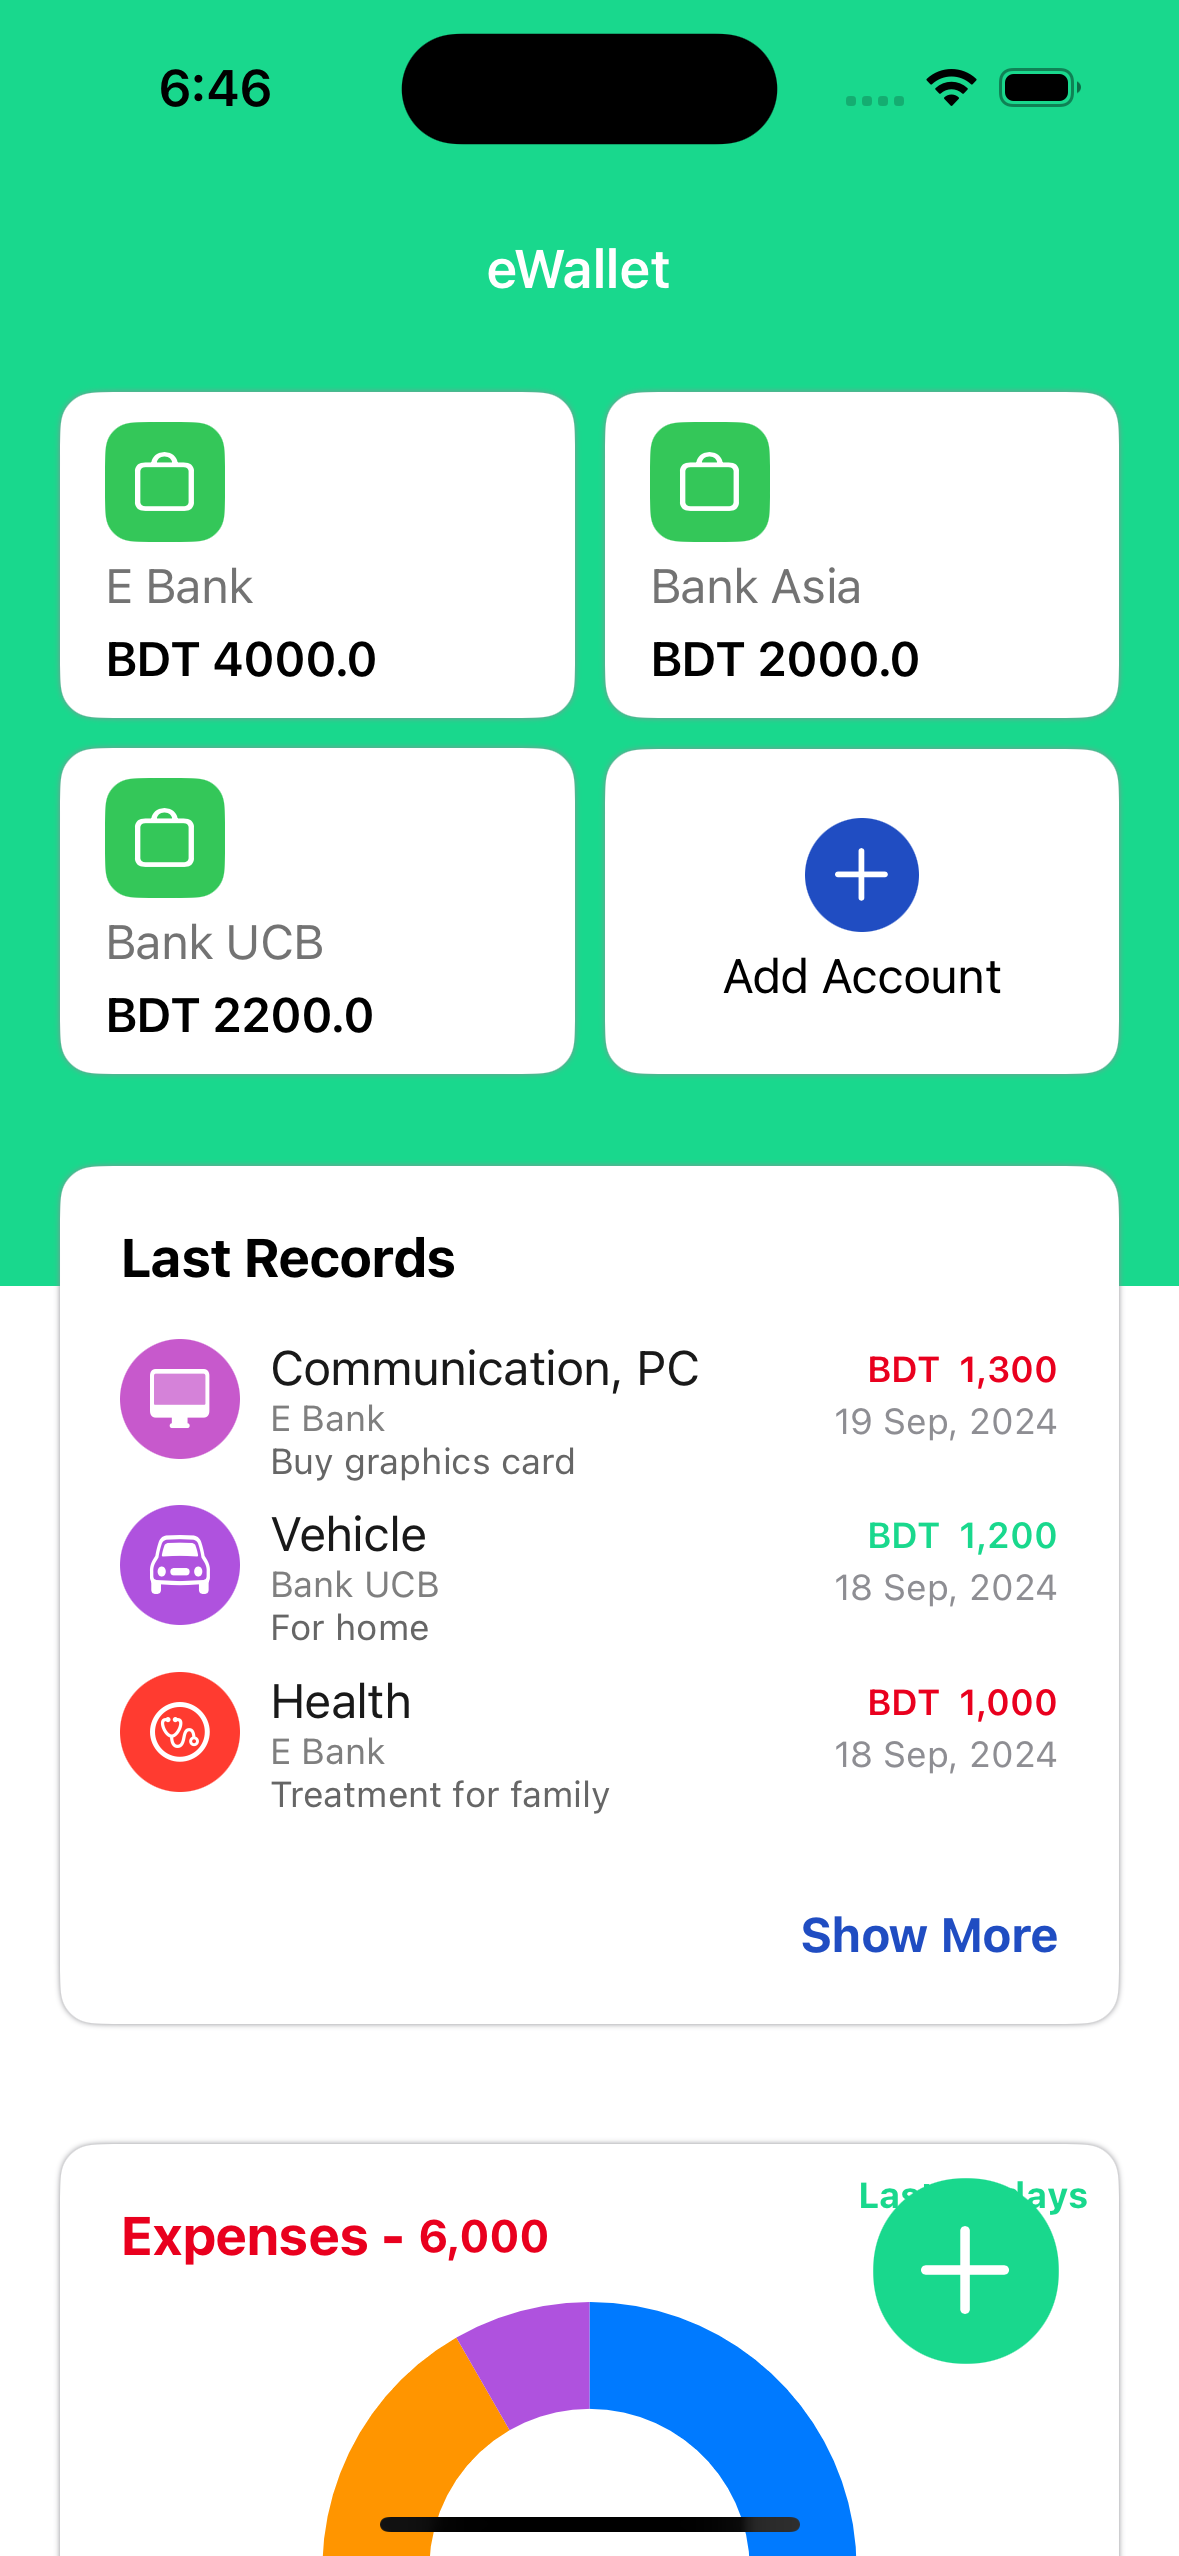 6:46
eWallet
E Bank
BDT 4000.0
Bank Asia
BDT 2000.0
Bank UCB
BDT 2200.0
Add Account
Last Records
Communication, PC
E Bank
Buy graphics card
BDT 1,300
19 Sep, 2024
Vehicle
Bank UCB
For home
BDT 1,200
18 Sep, 2024
Health
E Bank
Treatment for family
BDT 1,000
18 Sep, 2024
Show More
Expenses - 6,000